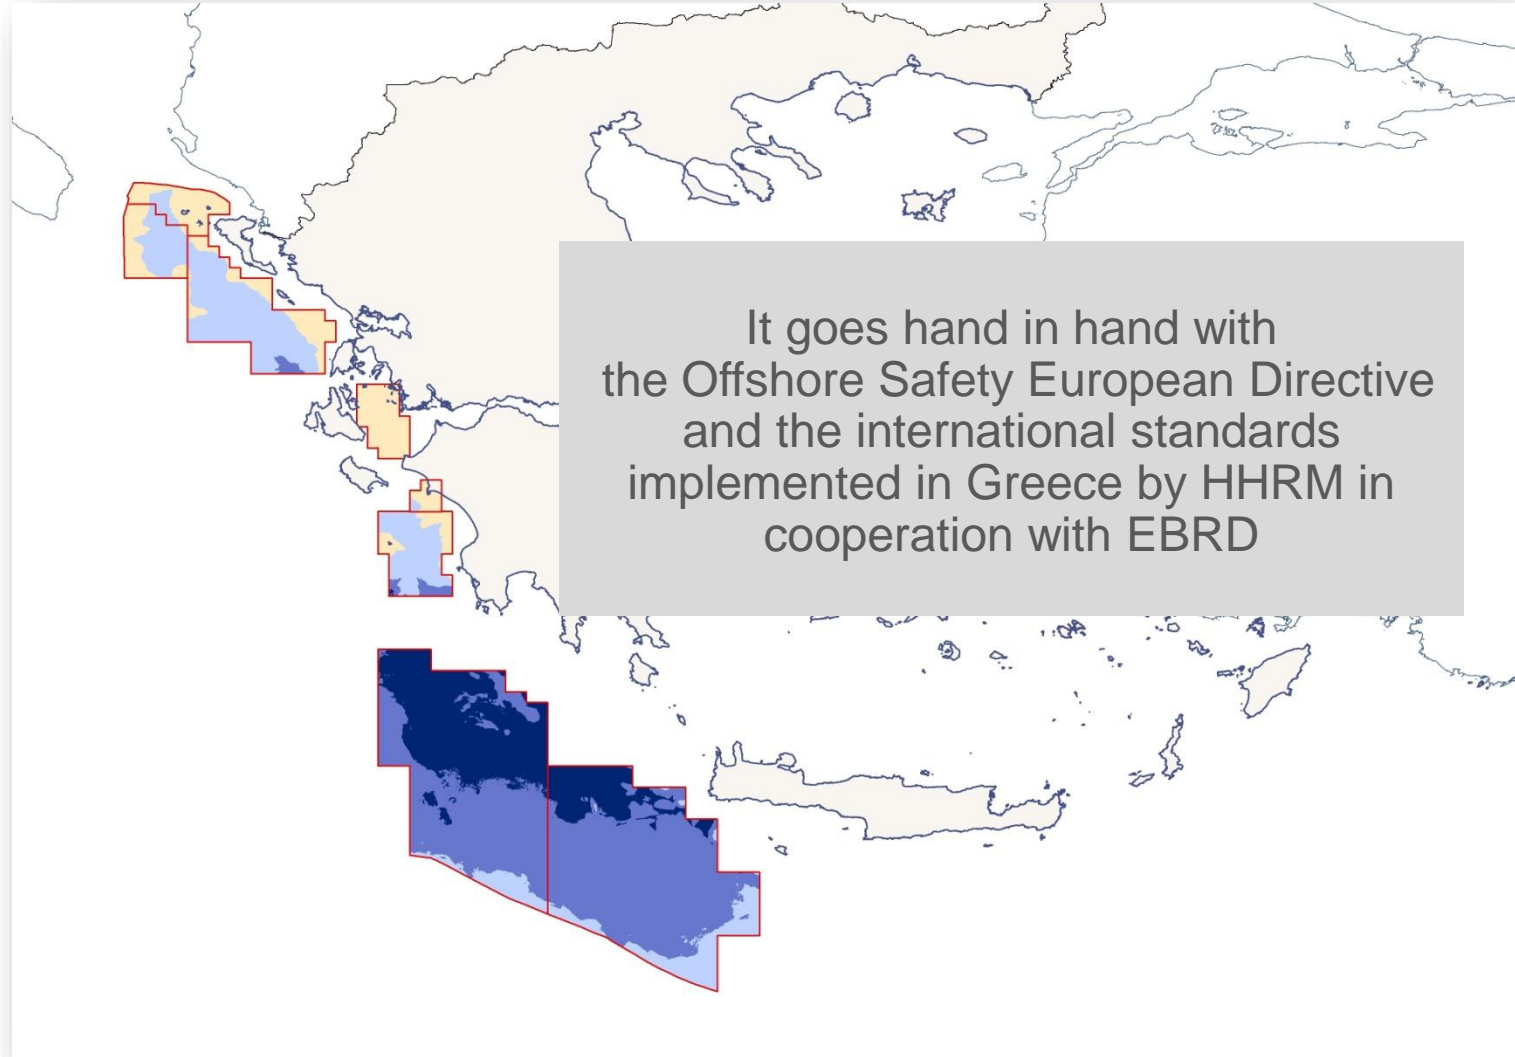 It goes hand in hand with
the Offshore Safety European Directive
and the international standards
implemented in Greece by HHRM in
cooperation with EBRD